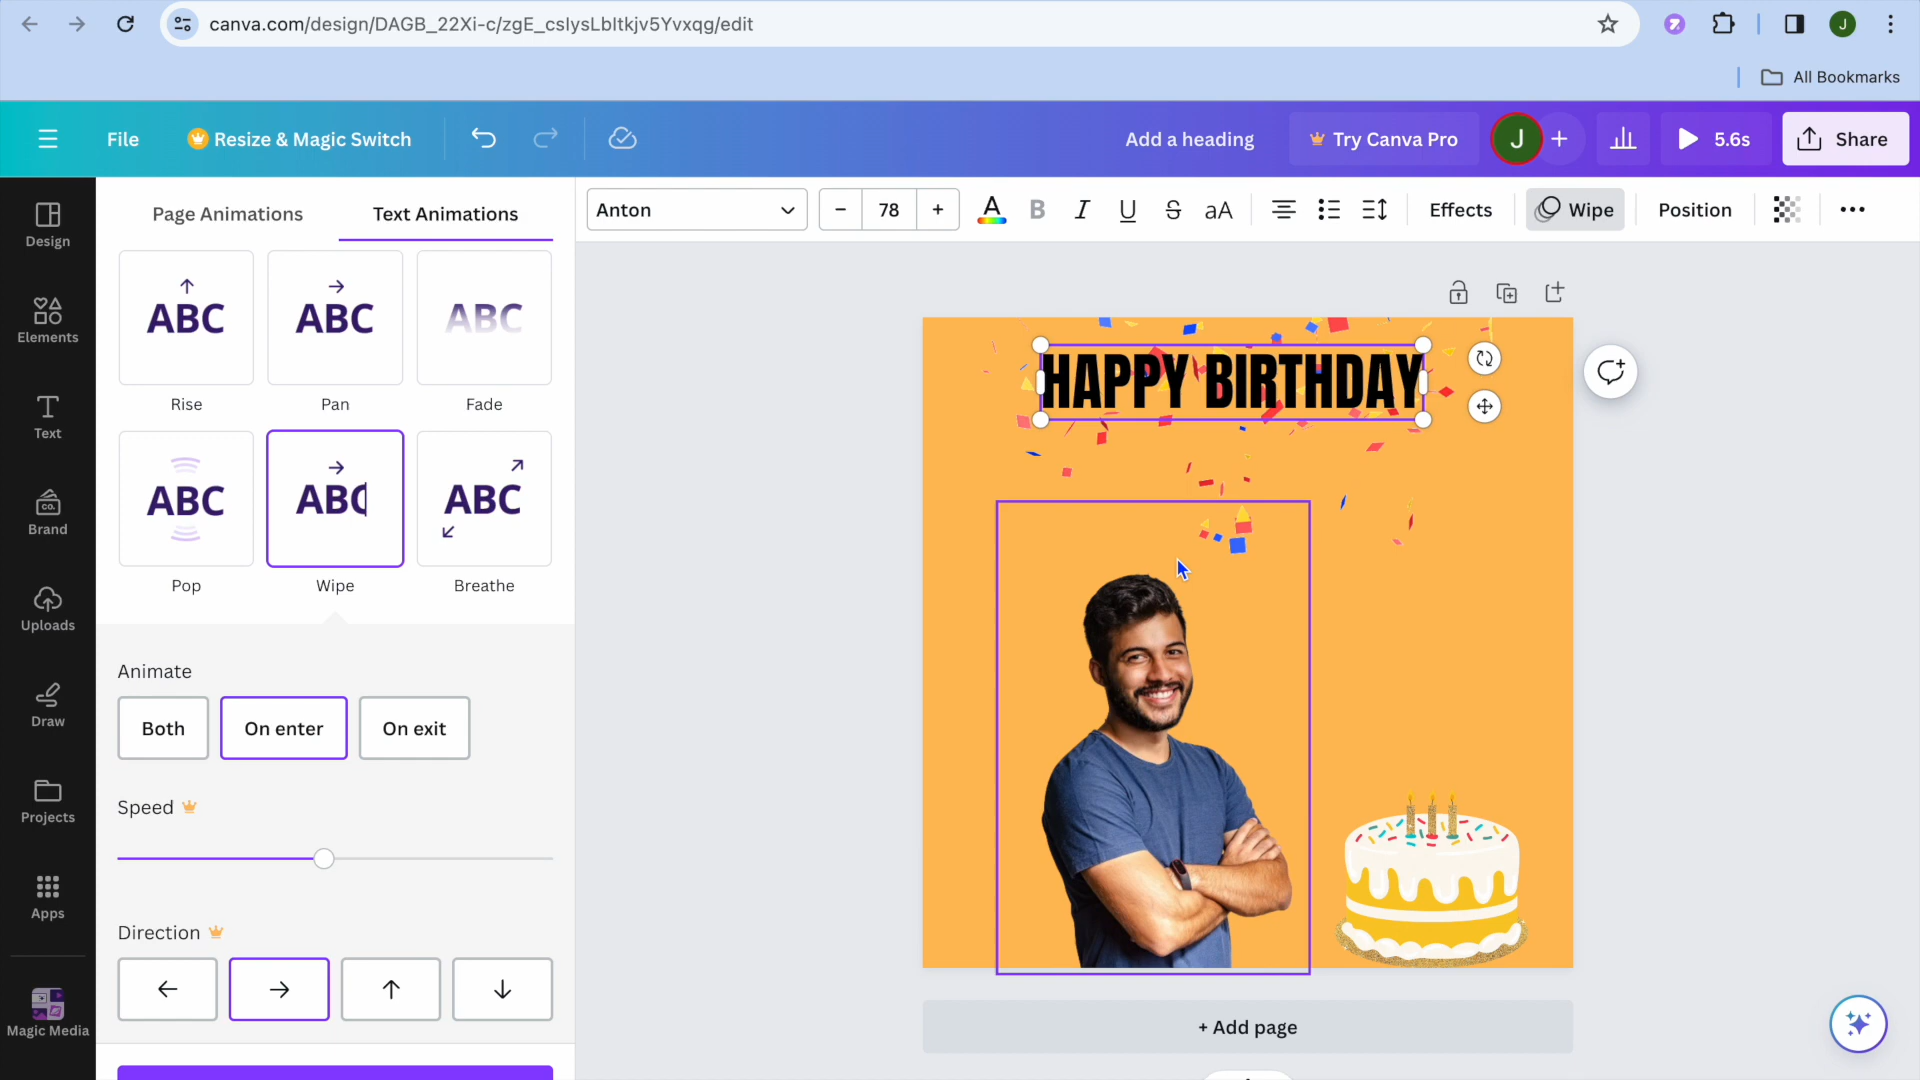 canva.com/design/DAGB_22Xi-c/zgE_csIysLbItkjv5Yvxqg/edit
J
All Bookmarks
File
Resize & Magic Switch
Add a heading
Try Canva Pro
J
+
5.6s
Share
Page Animations
Text Animations
Anton
− 78 +
A B I U S aA
Effects
Wipe
Position
Design
Elements
Text
Brand
Uploads
Draw
Projects
Apps
Magic Media
ABC
Rise
ABC
Pan
ABC
Fade
ABC
Pop
ABC
Wipe
ABC
Breathe
Animate
Both
On enter
On exit
Speed
Direction
HAPPY BIRTHDAY
+ Add page